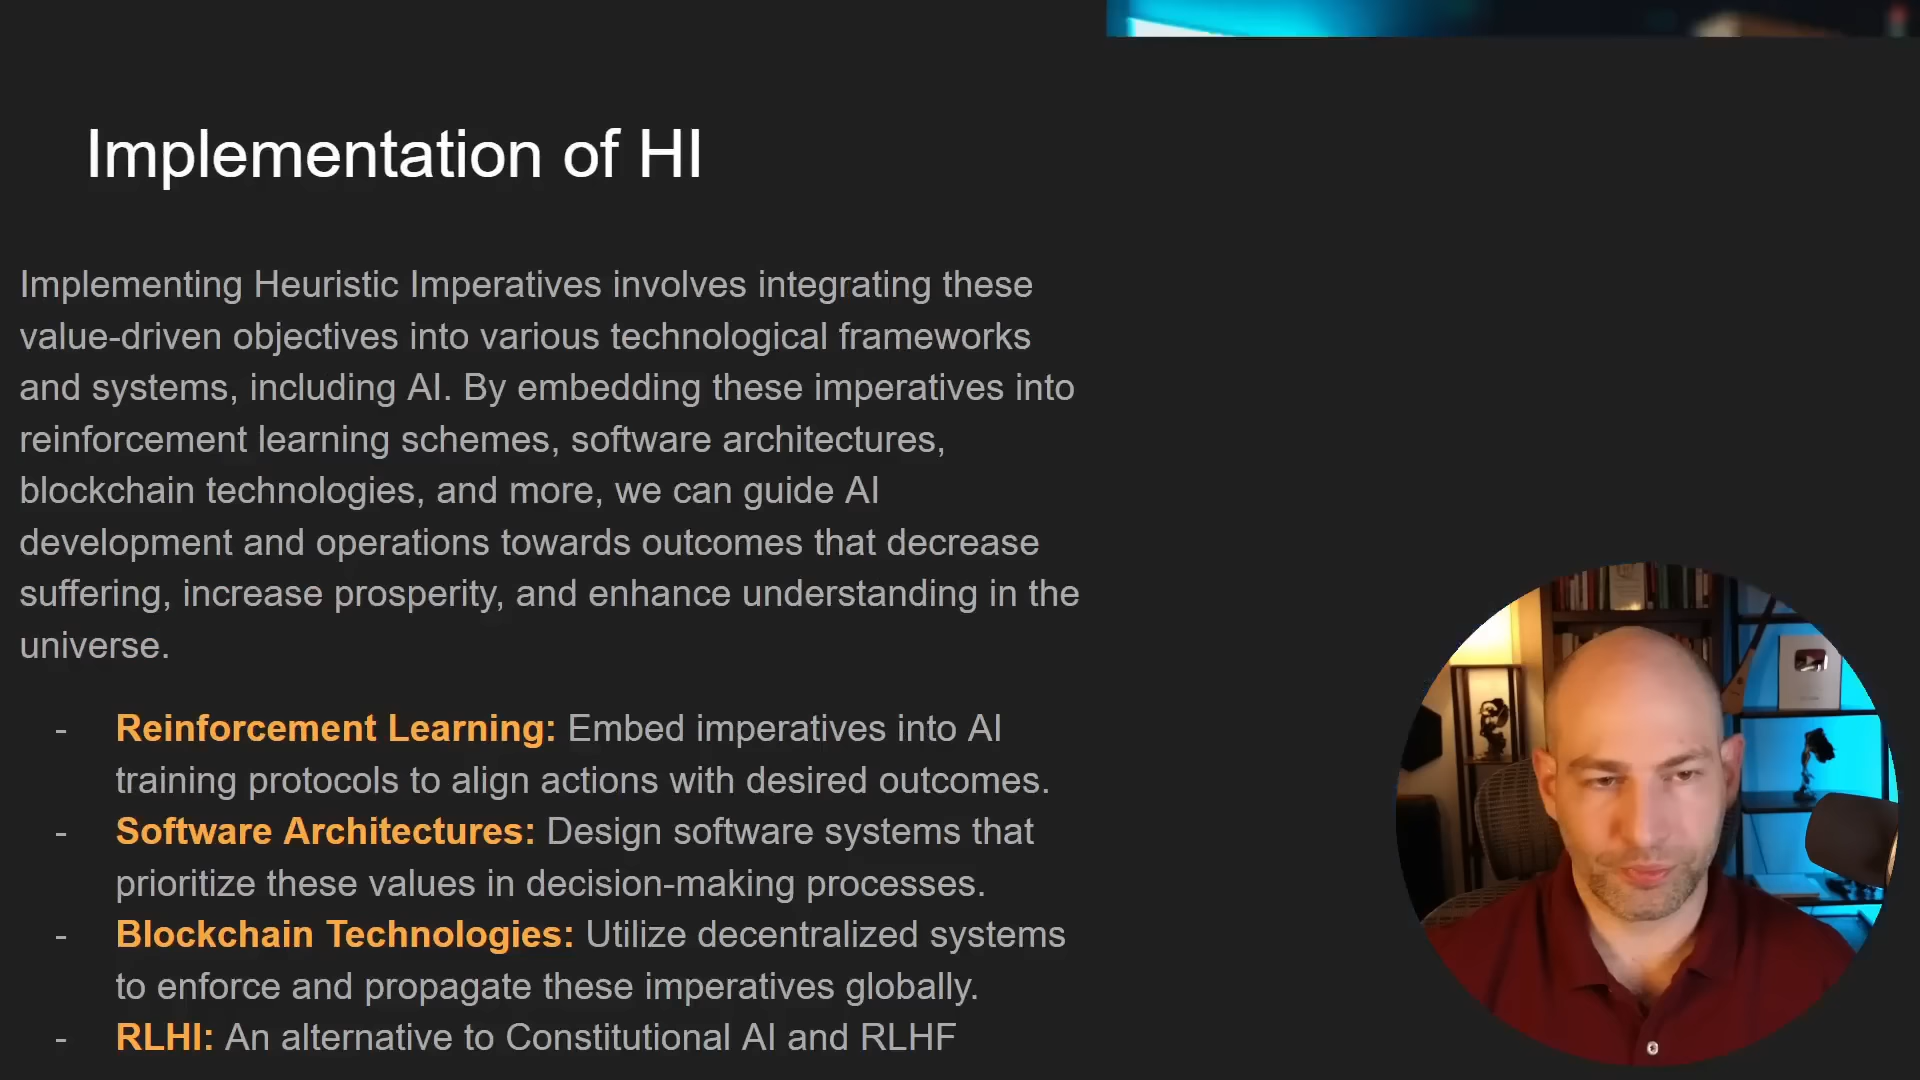 Implementation of HI
Implementing Heuristic Imperatives involves integrating these
value-driven objectives into various technological frameworks
and systems, including AI. By embedding these imperatives into
reinforcement learning schemes, software architectures,
blockchain technologies, and more, we can guide AI
development and operations towards outcomes that decrease
suffering, increase prosperity, and enhance understanding in the
universe.
- Reinforcement Learning: Embed imperatives into AI
training protocols to align actions with desired outcomes.
- Software Architectures: Design software systems that
prioritize these values in decision-making processes.
- Blockchain Technologies: Utilize decentralized systems
to enforce and propagate these imperatives globally.
- RLHI: An alternative to Constitutional AI and RLHF